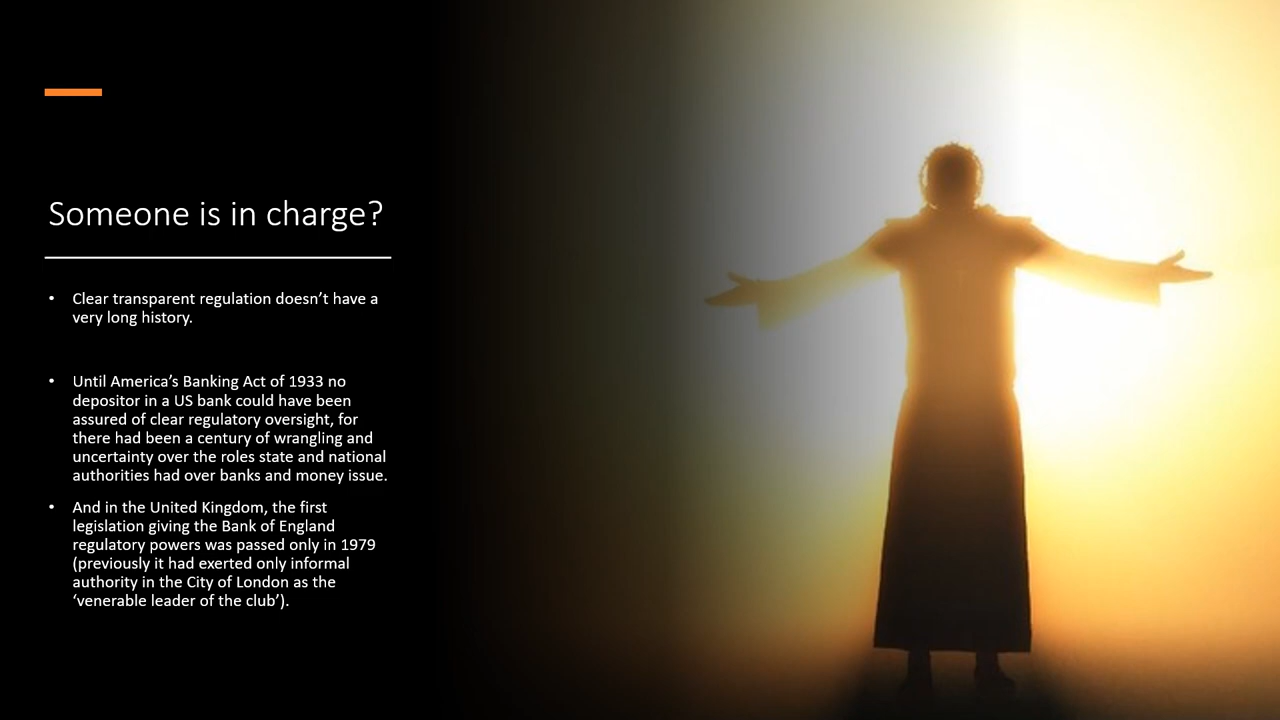 Someone is in charge?
• Clear transparent regulation doesn’t have a
very long history.
• Until America’s Banking Act of 1933 no
depositor in a US bank could have been
assured of clear regulatory oversight, for
there had been a century of wrangling and
uncertainty over the roles state and national
authorities had over banks and money issue.
• And in the United Kingdom, the first
legislation giving the Bank of England
regulatory powers was passed only in 1979
(previously it had exerted only informal
authority in the City of London as the
‘venerable leader of the club’).